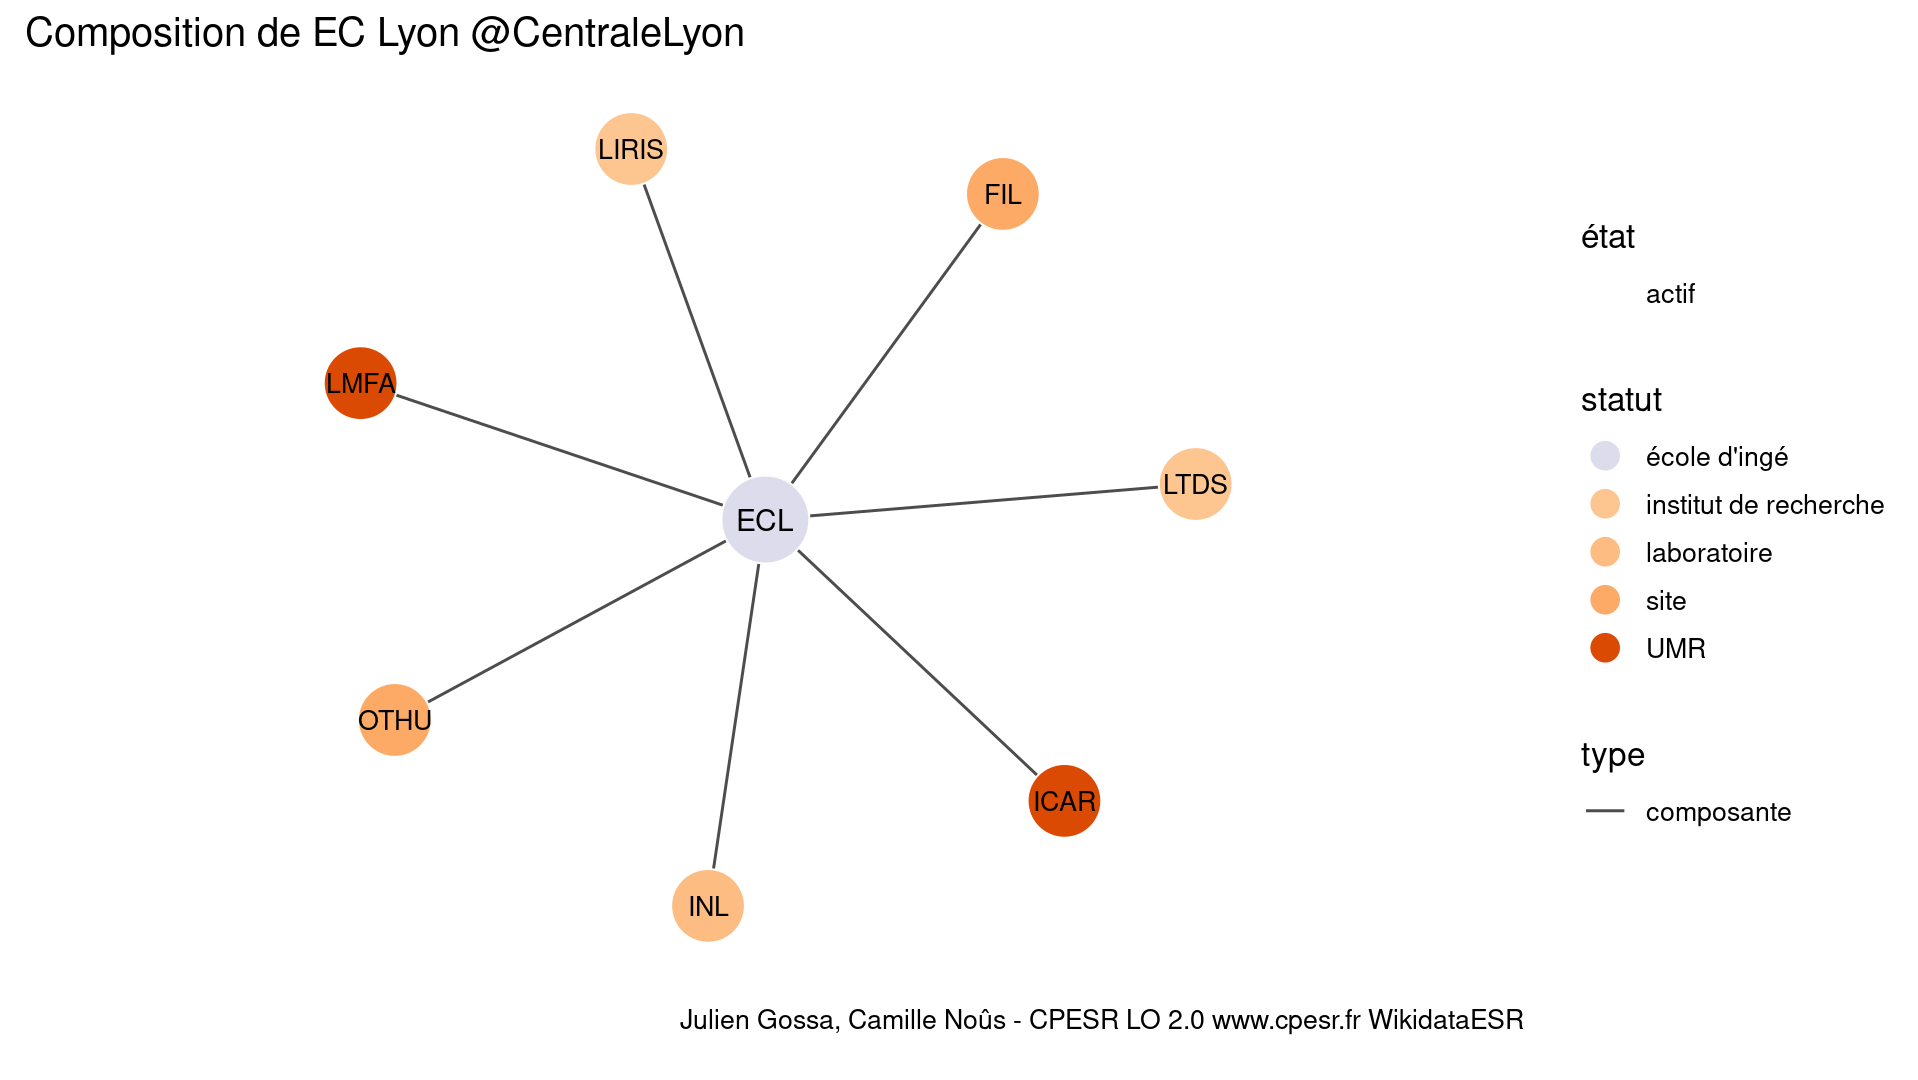 Composition de EC Lyon @CentraleLyon
LIRIS
FIL
LMFA
LTDS
ECL
OTHU
ICAR
INL
état
actif
statut
école d'ingé
institut de recherche
laboratoire
site
UMR
type
composante
Julien Gossa, Camille Noûs - CPESR LO 2.0 www.cpesr.fr WikidataESR